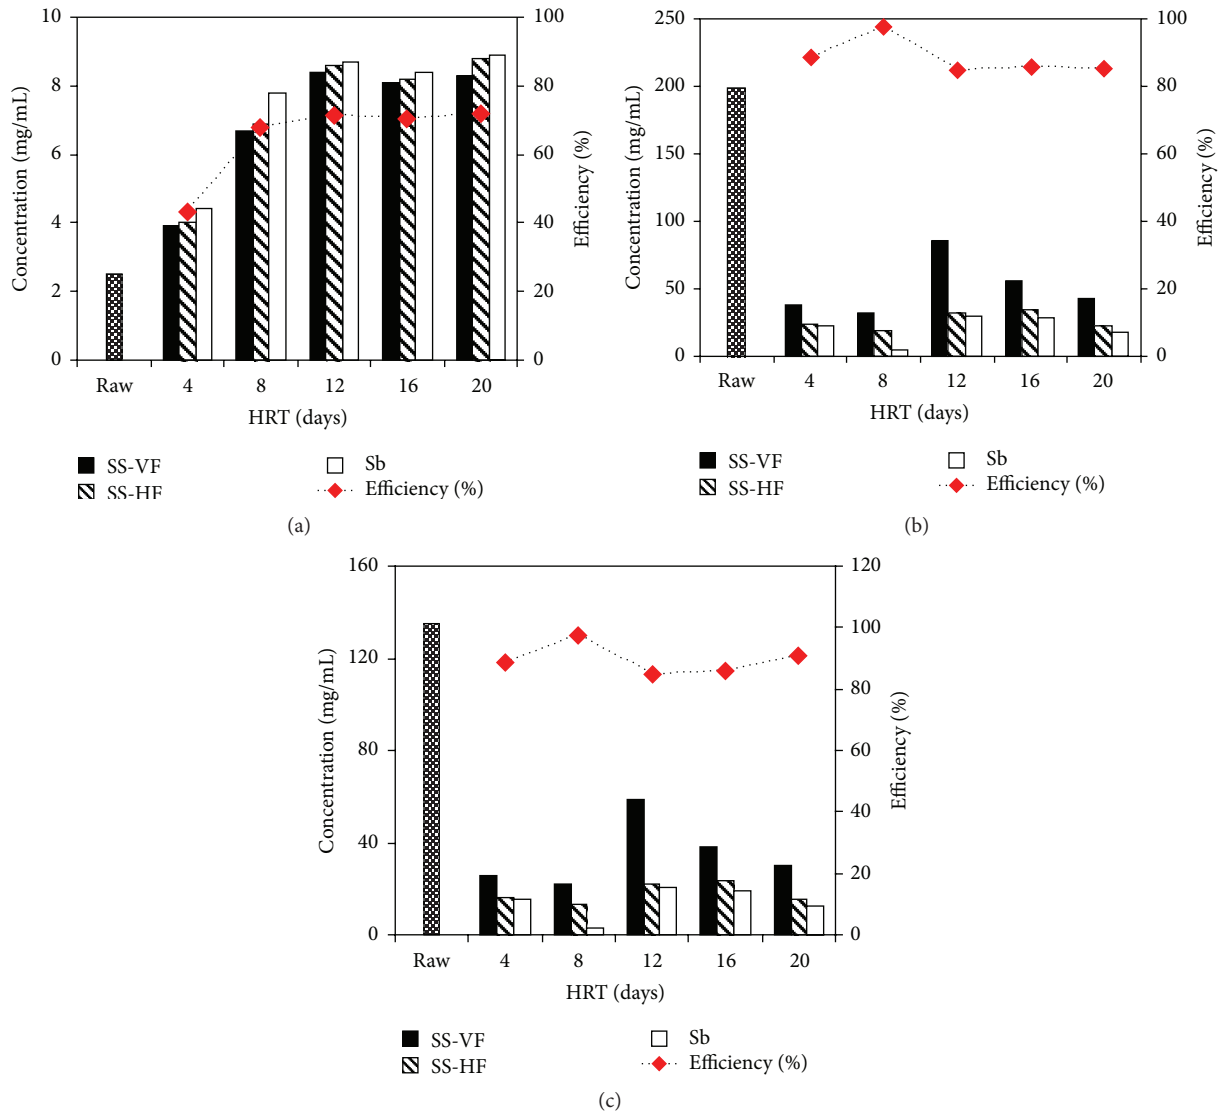 10
8
6
4
2
0
100
80
60
40
20
0
Concentration (mg/mL)
Efficiency (%)
Raw 4 8 12 16 20
HRT (days)
SS-VF
SS-HF
Sb
Efficiency (%)
(a)
250
200
150
100
50
0
100
80
60
40
20
0
Concentration (mg/mL)
Efficiency (%)
Raw 4 8 12 16 20
HRT (days)
SS-VF
SS-HF
Sb
Efficiency (%)
(b)
160
120
80
40
0
120
100
80
60
40
20
0
Concentration (mg/mL)
Efficiency (%)
Raw 4 8 12 16 20
HRT (days)
SS-VF
SS-HF
Sb
Efficiency (%)
(c)